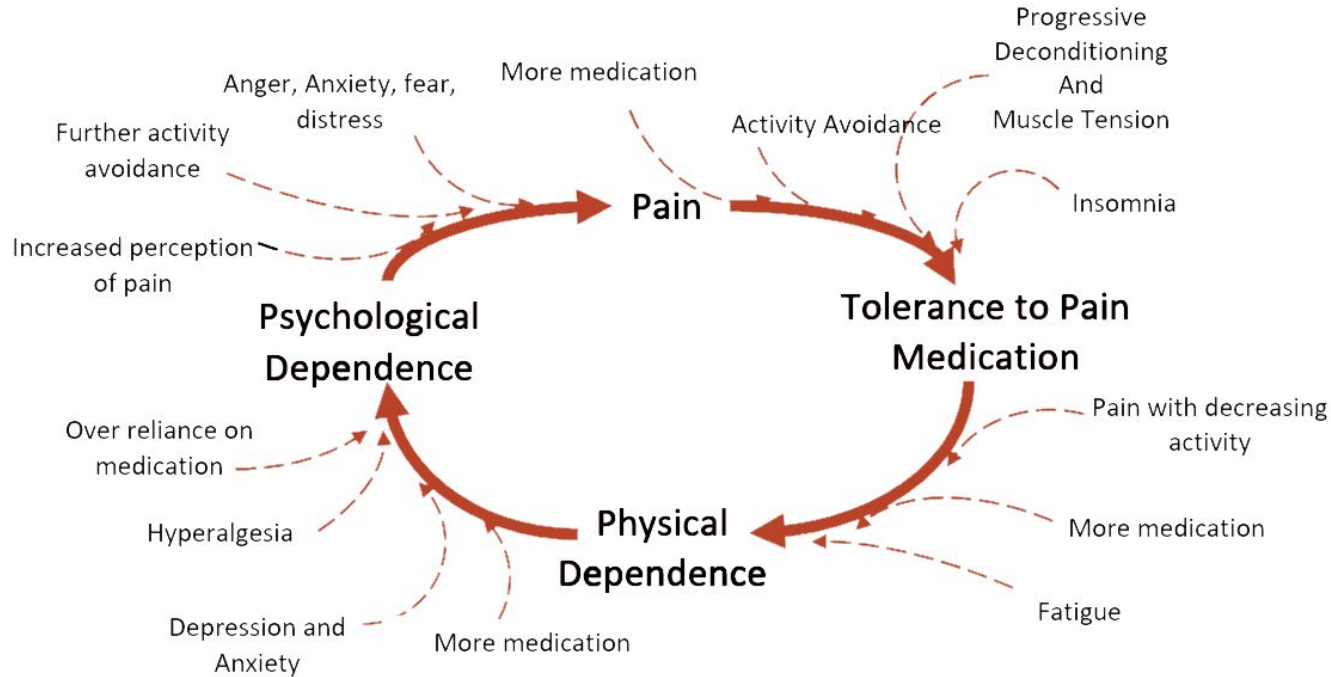 Progressive
Deconditioning
And
Muscle Tension
More medication
Anger, Anxiety, fear,
distress
Activity Avoidance
Further activity
avoidance
Insomnia
Pain
Increased perception
of pain
Psychological
Dependence
Tolerance to Pain
Medication
Pain with decreasing
activity
Over reliance on
medication
More medication
Hyperalgesia
Physical
Dependence
Fatigue
Depression and
Anxiety
More medication